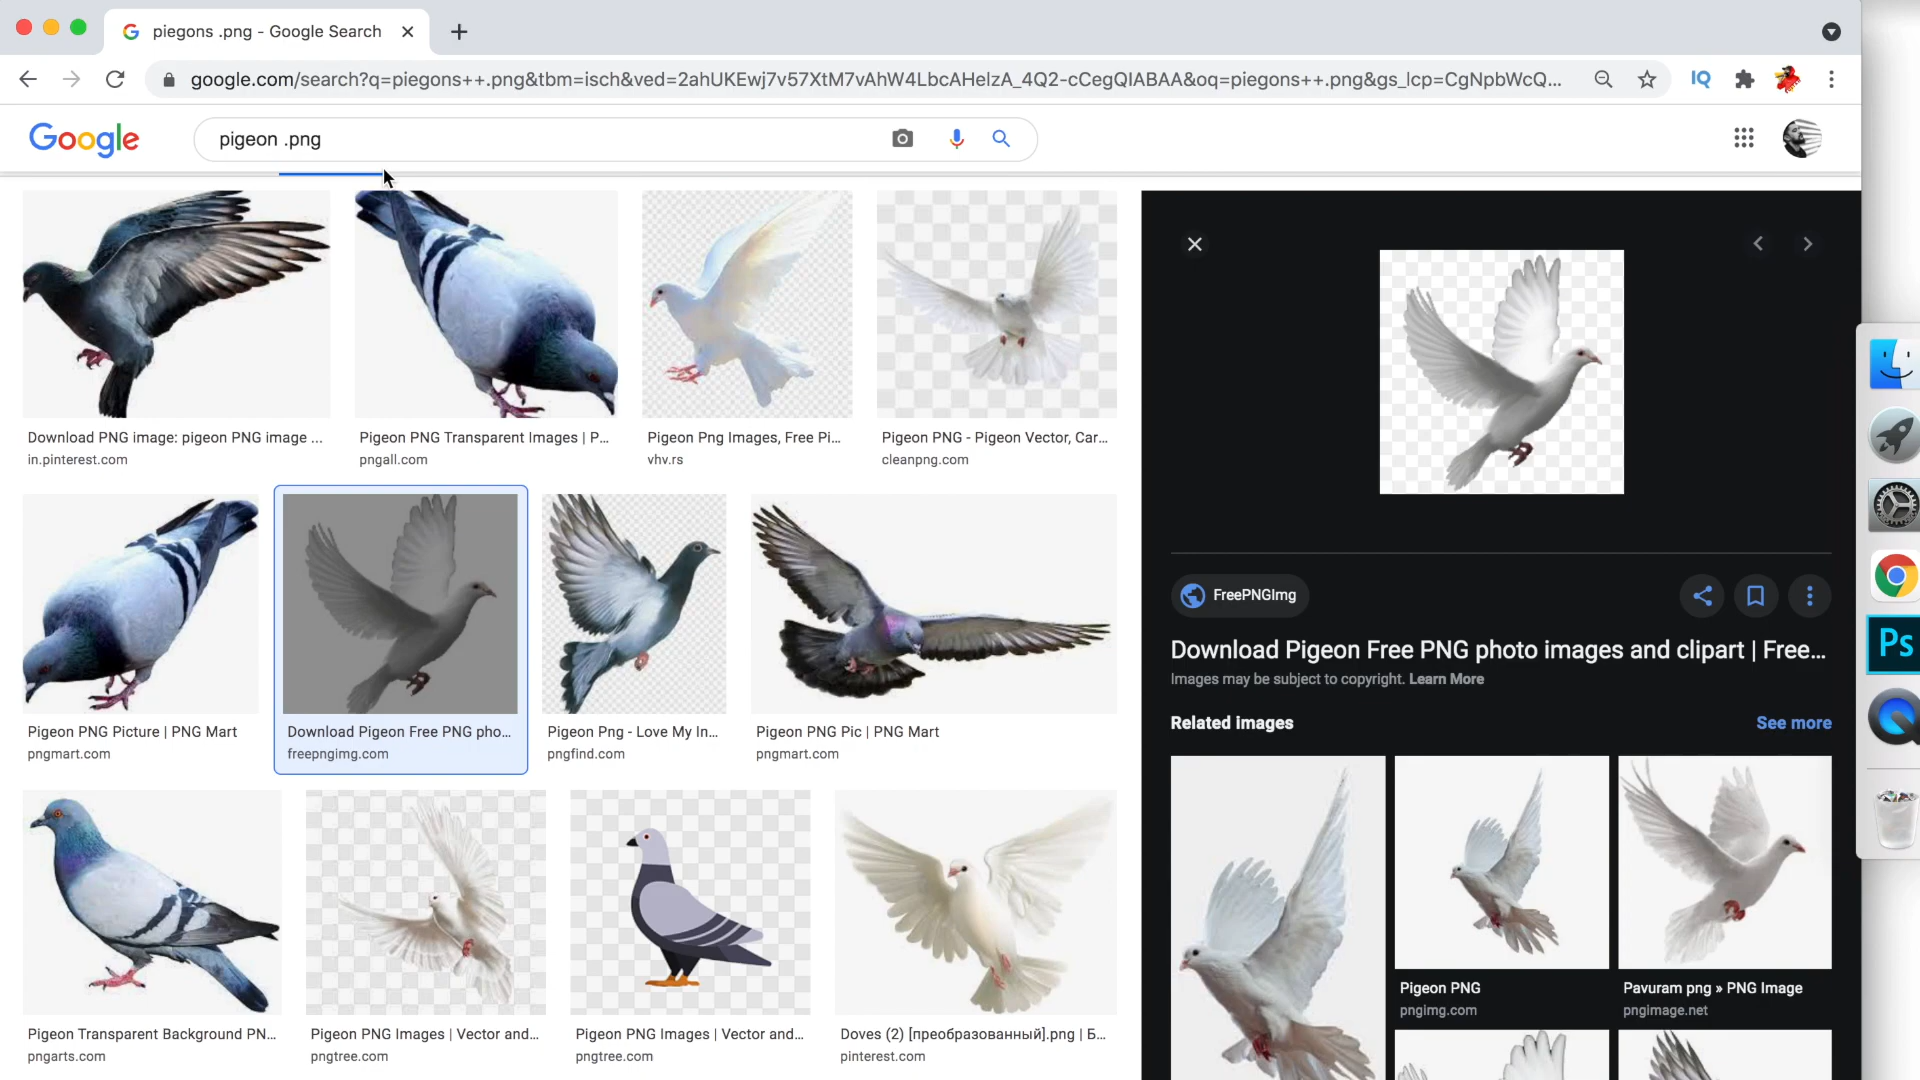 piegons .png - Google Search
google.com/search?q=piegons++.png&tbm=isch&ved=2ahUKEwj7v57XtM7vAhW4LbcAHelzA_4Q2-cCegQIABAA&oq=piegons++.png&gs_lcp=CgNpbWcQ...
IQ
Google
pigeon .png
Download PNG image: pigeon PNG image ...
in.pinterest.com
Pigeon PNG Transparent Images | P...
pngall.com
Pigeon Png Images, Free Pi...
vhv.rs
Pigeon PNG - Pigeon Vector, Car...
cleanpng.com
Pigeon PNG Picture | PNG Mart
pngmart.com
Download Pigeon Free PNG pho...
freepngimg.com
Pigeon Png - Love My In...
pngfind.com
Pigeon PNG Pic | PNG Mart
pngmart.com
Pigeon Transparent Background PN...
pngarts.com
Pigeon PNG Images | Vector and...
pngtree.com
Pigeon PNG Images | Vector and...
pngtree.com
Doves (2) [преобразованный].png | Б...
pinterest.com
FreePNGImg
Download Pigeon Free PNG photo images and clipart | Free...
Images may be subject to copyright. Learn More
Related images
See more
Pigeon PNG
pngimg.com
Pavuram png » PNG Image
pngimage.net
Ps